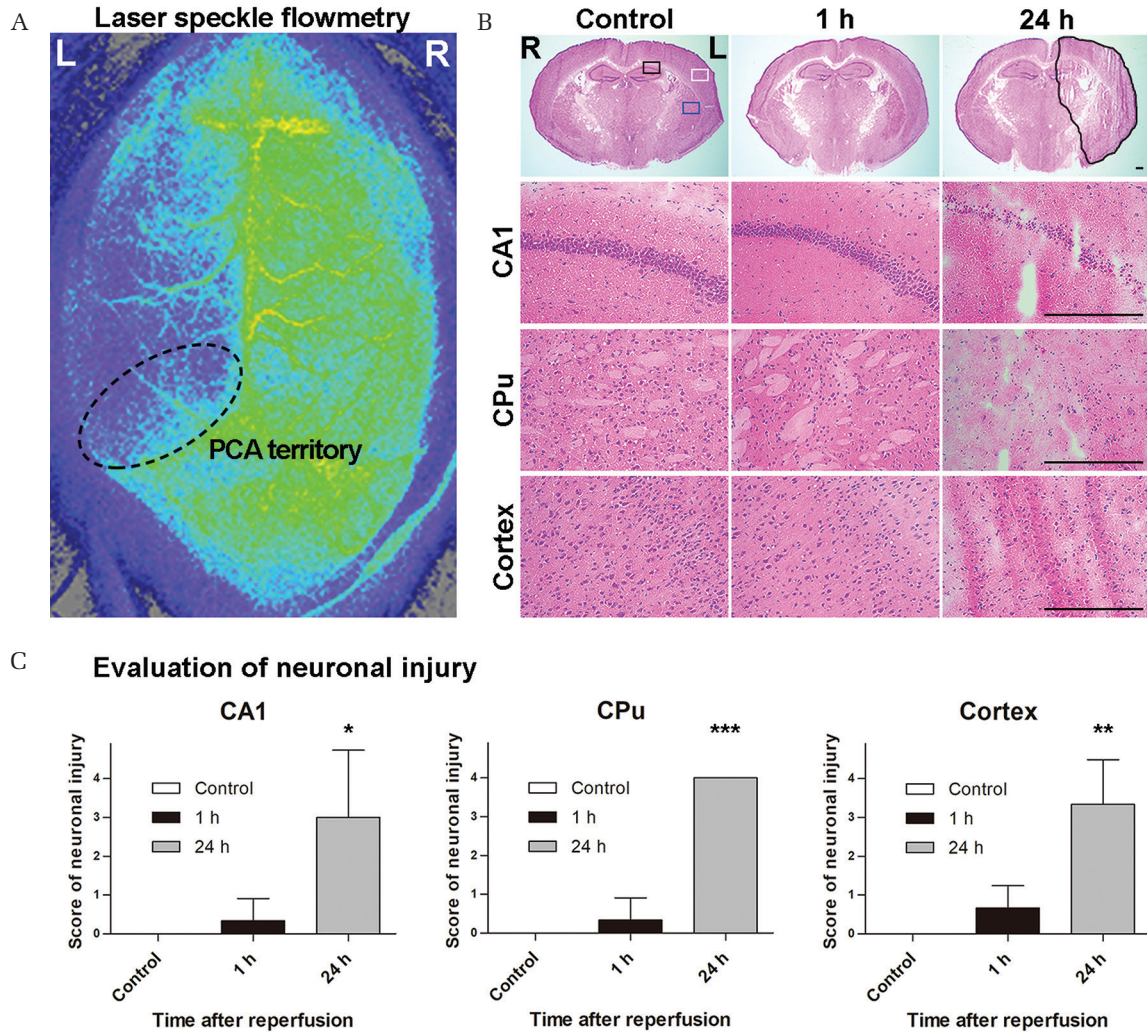 A
Laser speckle flowmetry
L
R
PCA territory
B
Control
1 h
24 h
R
L
CA1
CPu
Cortex
C
Evaluation of neuronal injury
CA1
*
Score of neuronal injury
4
3
2
1
0
Control
1 h
24 h
Control
1 h
24 h
Time after reperfusion
CPu
***
Score of neuronal injury
4
3
2
1
0
Control
1 h
24 h
Control
1 h
24 h
Time after reperfusion
Cortex
**
Score of neuronal injury
4
3
2
1
0
Control
1 h
24 h
Control
1 h
24 h
Time after reperfusion